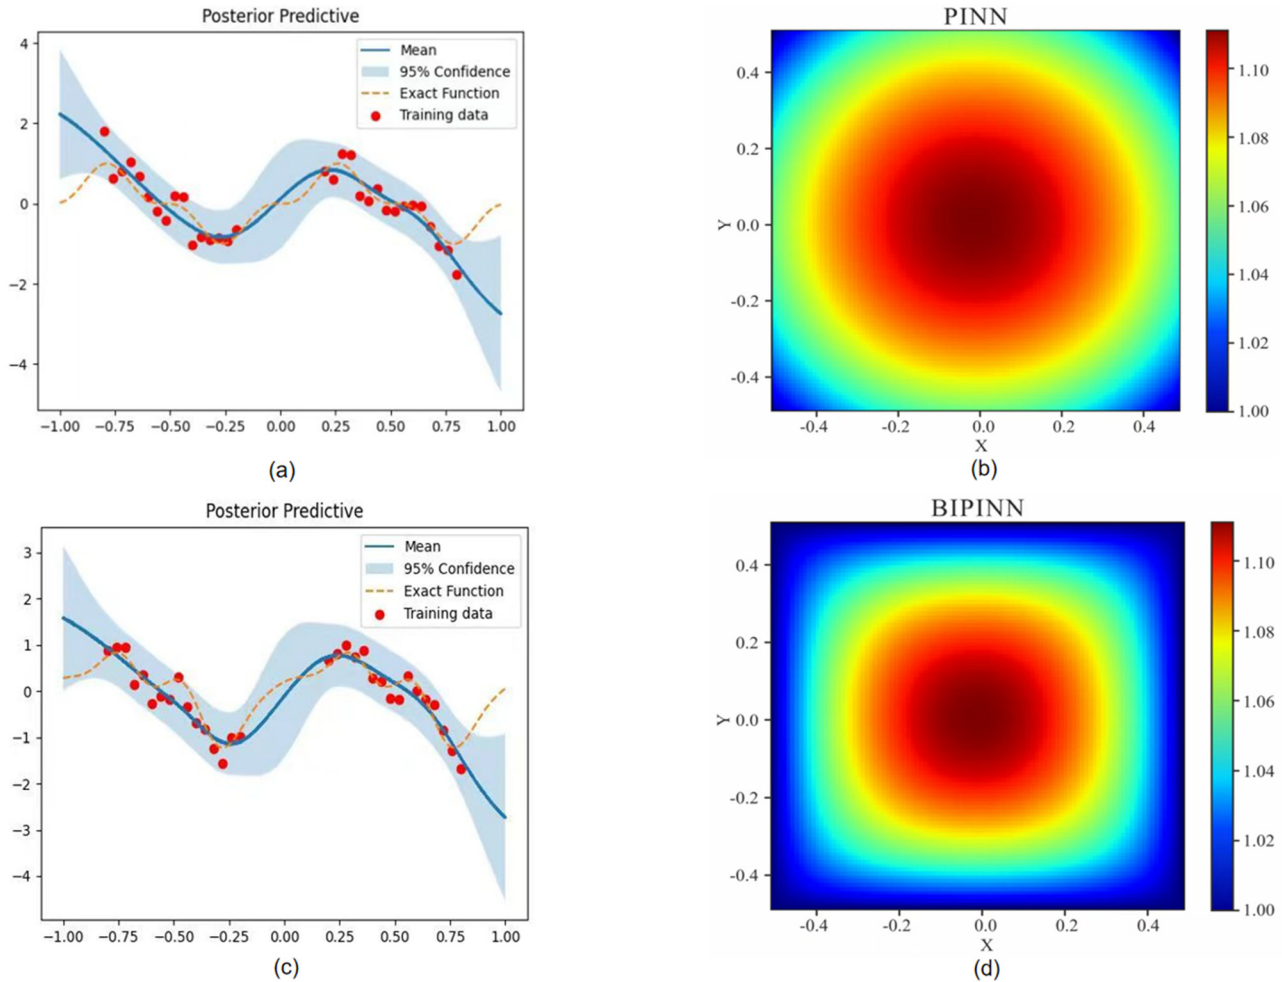 Posterior Predictive
4
2
0
−2
−4
Mean
95% Confidence
Exact Function
Training data
−1.00 −0.75 −0.50 −0.25 0.00 0.25 0.50 0.75 1.00
(a)
PINN
Y
0.4
0.2
0.0
-0.2
-0.4
-0.4 -0.2 0.0 0.2 0.4
X
1.10
1.08
1.06
1.04
1.02
1.00
(b)
Posterior Predictive
3
2
1
0
−1
−2
−3
−4
Mean
95% Confidence
Exact Function
Training data
−1.00 −0.75 −0.50 −0.25 0.00 0.25 0.50 0.75 1.00
(c)
BIPINN
Y
0.4
0.2
0.0
-0.2
-0.4
-0.4 -0.2 0.0 0.2 0.4
X
1.10
1.08
1.06
1.04
1.02
1.00
(d)